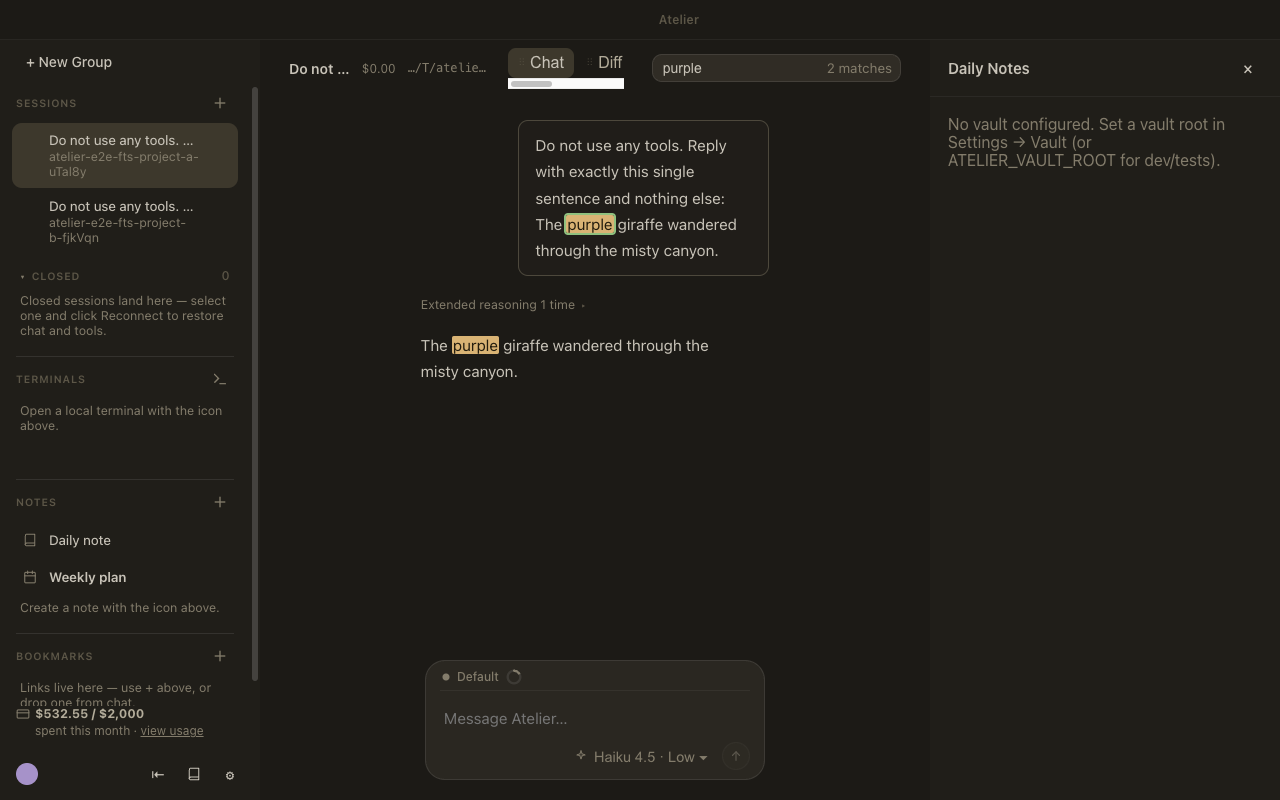 Atelier
+ New Group
SESSIONS
Do not use any tools. ...
atelier-e2e-fts-project-a-
uTal8y
Do not use any tools. ...
atelier-e2e-fts-project-
b-fjkVqn
CLOSED
0
Closed sessions land here — select
one and click Reconnect to restore
chat and tools.
TERMINALS
Open a local terminal with the icon
above.
NOTES
Daily note
Weekly plan
Create a note with the icon above.
BOOKMARKS
Links live here — use + above, or
drop one from chat.
$532.55 / $2,000
spent this month · view usage
Do not ...
$0.00
.../T/atelie...
Chat
Diff
purple
2 matches
Do not use any tools. Reply
with exactly this single
sentence and nothing else:
The purple giraffe wandered
through the misty canyon.
Extended reasoning 1 time
The purple giraffe wandered through the
misty canyon.
Default
Message Atelier...
Haiku 4.5 · Low
Daily Notes
×
No vault configured. Set a vault root in
Settings → Vault (or
ATELIER_VAULT_ROOT for dev/tests).